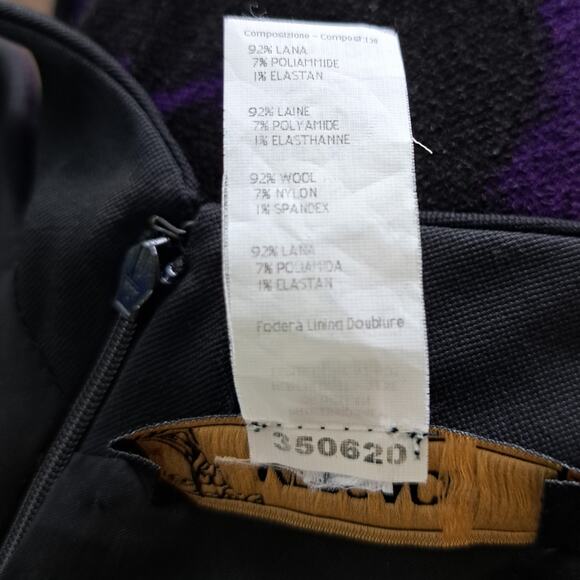 Composizione - Composition
92% LANA
7% POLIAMMIDE
1% ELASTAN
92% LAINE
7% POLYAMIDE
1% ELASTHANNE
92% WOOL
7% NYLON
1% SPANDEX
92% LANA
7% POLIAMIDA
1% ELASTAN
Fodera Lining Doublure
350620